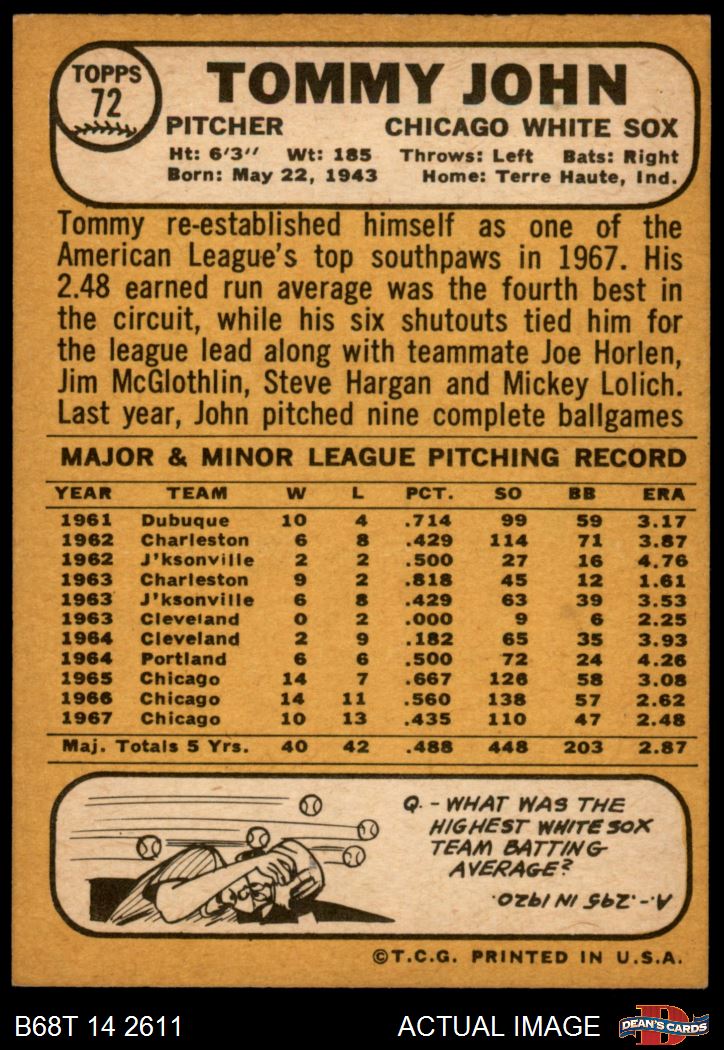 TOPPS
72
TOMMY JOHN
PITCHER CHICAGO WHITE SOX
Ht: 6'3" Wt: 185 Throws: Left Bats: Right
Born: May 22, 1943 Home: Terre Haute, Ind.
Tommy re-established himself as one of the
American League's top southpaws in 1967. His
2.48 earned run average was the fourth best in
the circuit, while his six shutouts tied him for
the league lead along with teammate Joe Horlen,
Jim McGlothlin, Steve Hargan and Mickey Lolich.
Last year, John pitched nine complete ballgames
MAJOR & MINOR LEAGUE PITCHING RECORD
YEAR TEAM W L PCT. SO BB ERA
1961 Dubuque 10 4 .714 99 59 3.17
1962 Charleston 6 8 .429 114 71 3.87
1962 J'ksonville 2 2 .500 27 16 4.76
1963 Charleston 9 2 .818 45 12 1.61
1963 J'ksonville 6 8 .429 63 39 3.53
1963 Cleveland 0 2 .000 9 6 2.25
1964 Cleveland 2 9 .182 65 35 3.93
1964 Portland 6 6 .500 72 24 4.26
1965 Chicago 14 7 .667 126 58 3.08
1966 Chicago 14 11 .560 138 57 2.62
1967 Chicago 10 13 .435 110 47 2.48
Maj. Totals 5 Yrs. 40 42 .488 448 203 2.87
Q.-WHAT WAS THE
HIGHEST WHITE SOX
TEAM BATTING
AVERAGE?
A.-.295 IN 1920.
©T.C.G. PRINTED IN U.S.A.
B68T 14 2611 ACTUAL IMAGE D DEAN'S CARDS